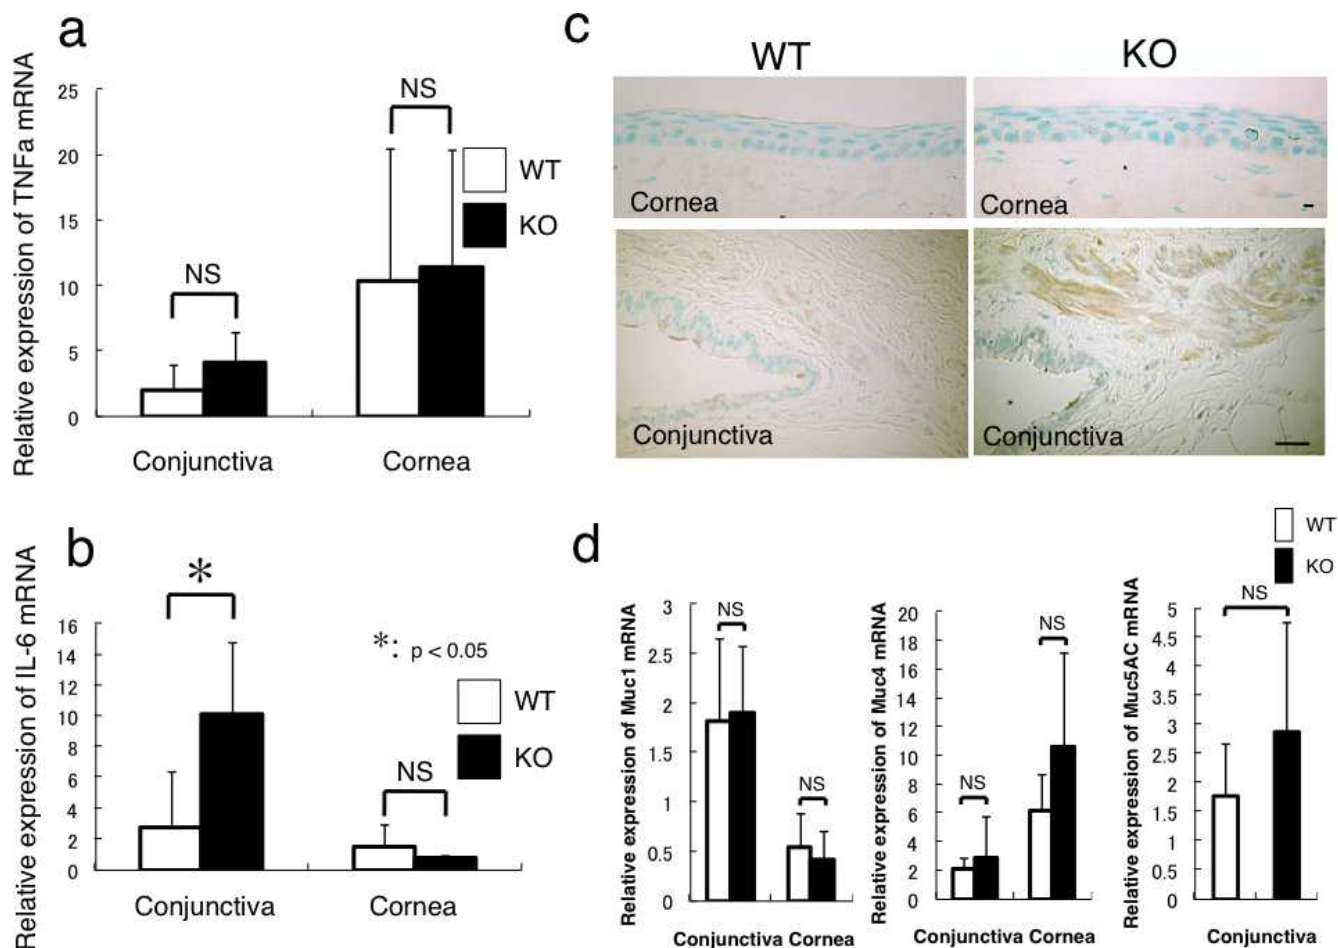 a
Relative expression of TNFa mRNA
25
20
15
10
5
0
NS
NS
WT
KO
Conjunctiva
Cornea
c
WT
KO
Cornea
Cornea
Conjunctiva
Conjunctiva
b
Relative expression of IL-6 mRNA
16
14
12
10
8
6
4
2
0
*
*: p < 0.05
NS
WT
KO
Conjunctiva
Cornea
d
WT
KO
Relative expression of Muc1 mRNA
3
2.5
2
1.5
1
0.5
0
NS
NS
Conjunctiva Cornea
Relative expression of Muc4 mRNA
20
18
16
14
12
10
8
6
4
2
0
NS
NS
Conjunctiva Cornea
Relative expression of Muc5AC mRNA
5
4.5
4
3.5
3
2.5
2
1.5
1
0.5
0
NS
Conjunctiva